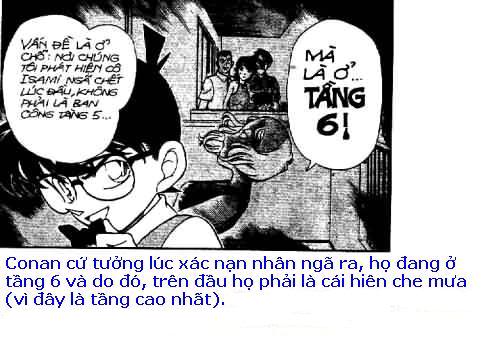 VẤN ĐỀ LÀ Ở
CHỖ: NƠI CHÚNG
TÔI PHÁT HIỆN CÔ
ISAMI NGÃ CHẾT
LÚC ĐẦU, KHÔNG
PHẢI LÀ BAN
CÔNG TẦNG 5...
MÀ
LÀ Ở...
TẦNG
6!
Conan cứ tưởng lúc xác nạn nhân ngã ra, họ đang ở
tầng 6 và do đó, trên đầu họ phải là cái hiên che mưa
(vì đây là tầng cao nhất).